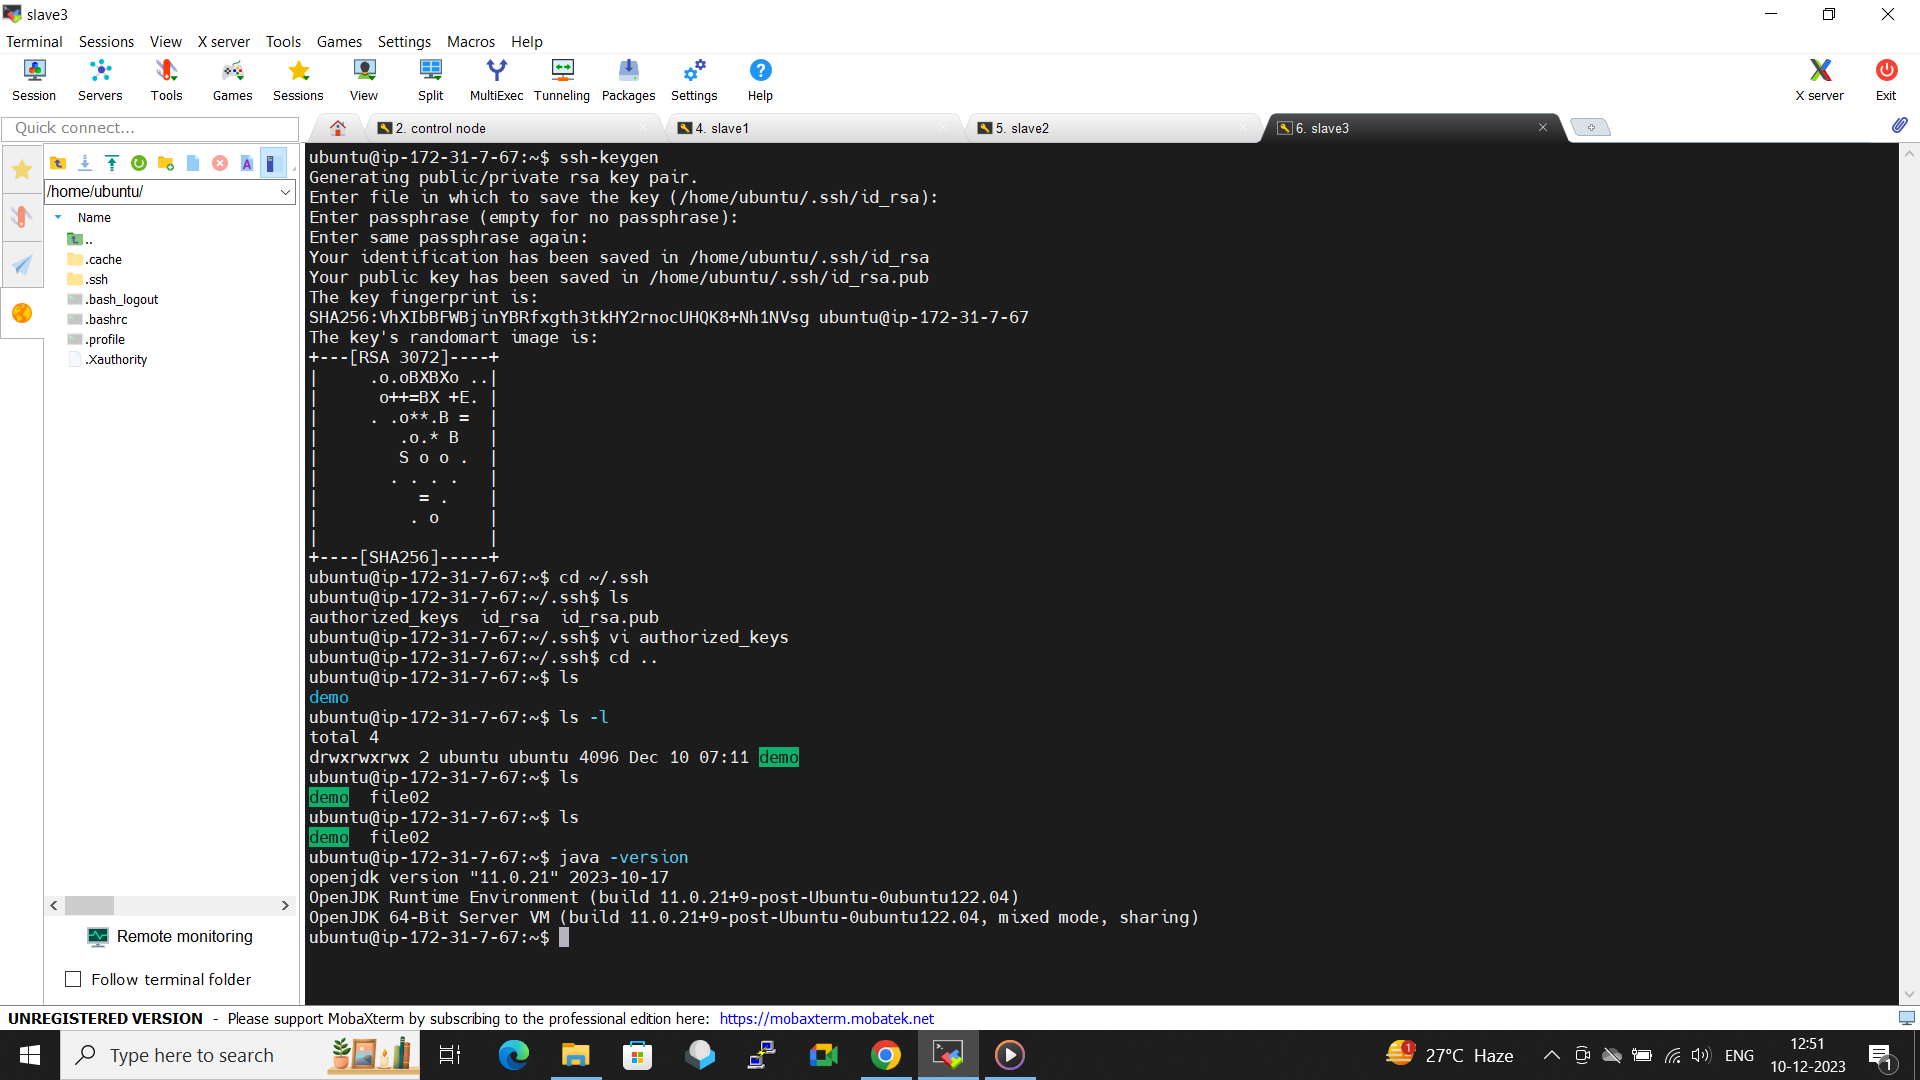 slave3
Terminal Sessions View X server Tools Games Settings Macros Help
Session Servers Tools Games Sessions View Split MultiExec Tunneling Packages Settings Help X server Exit
Quick connect...
2. control node
4. slave1
5. slave2
6. slave3
/home/ubuntu/
Name
..
.cache
.ssh
.bash_logout
.bashrc
.profile
.Xauthority
Remote monitoring
Follow terminal folder
ubuntu@ip-172-31-7-67:~$ ssh-keygen
Generating public/private rsa key pair.
Enter file in which to save the key (/home/ubuntu/.ssh/id_rsa):
Enter passphrase (empty for no passphrase):
Enter same passphrase again:
Your identification has been saved in /home/ubuntu/.ssh/id_rsa
Your public key has been saved in /home/ubuntu/.ssh/id_rsa.pub
The key fingerprint is:
SHA256:VhXIbBFWBjinYBRfxgth3tkHY2rnocUHQK8+Nh1NVsg ubuntu@ip-172-31-7-67
The key's randomart image is:
+---[RSA 3072]----+
|     .o.oBXBXo ..|
|      o++=BX +E. |
|     . .o**.B =  |
|        .o.* B   |
|        S o o .  |
|       . . . .   |
|          = .    |
|         . o     |
|                 |
+----[SHA256]-----+
ubuntu@ip-172-31-7-67:~$ cd ~/.ssh
ubuntu@ip-172-31-7-67:~/.ssh$ ls
authorized_keys  id_rsa  id_rsa.pub
ubuntu@ip-172-31-7-67:~/.ssh$ vi authorized_keys
ubuntu@ip-172-31-7-67:~/.ssh$ cd ..
ubuntu@ip-172-31-7-67:~$ ls
demo
ubuntu@ip-172-31-7-67:~$ ls -l
total 4
drwxrwxrwx 2 ubuntu ubuntu 4096 Dec 10 07:11 demo
ubuntu@ip-172-31-7-67:~$ ls
demo  file02
ubuntu@ip-172-31-7-67:~$ ls
demo  file02
ubuntu@ip-172-31-7-67:~$ java -version
openjdk version "11.0.21" 2023-10-17
OpenJDK Runtime Environment (build 11.0.21+9-post-Ubuntu-0ubuntu122.04)
OpenJDK 64-Bit Server VM (build 11.0.21+9-post-Ubuntu-0ubuntu122.04, mixed mode, sharing)
ubuntu@ip-172-31-7-67:~$
UNREGISTERED VERSION - Please support MobaXterm by subscribing to the professional edition here: https://mobaxterm.mobatek.net
Type here to search
1
27°C Haze
ENG
12:51
10-12-2023
1